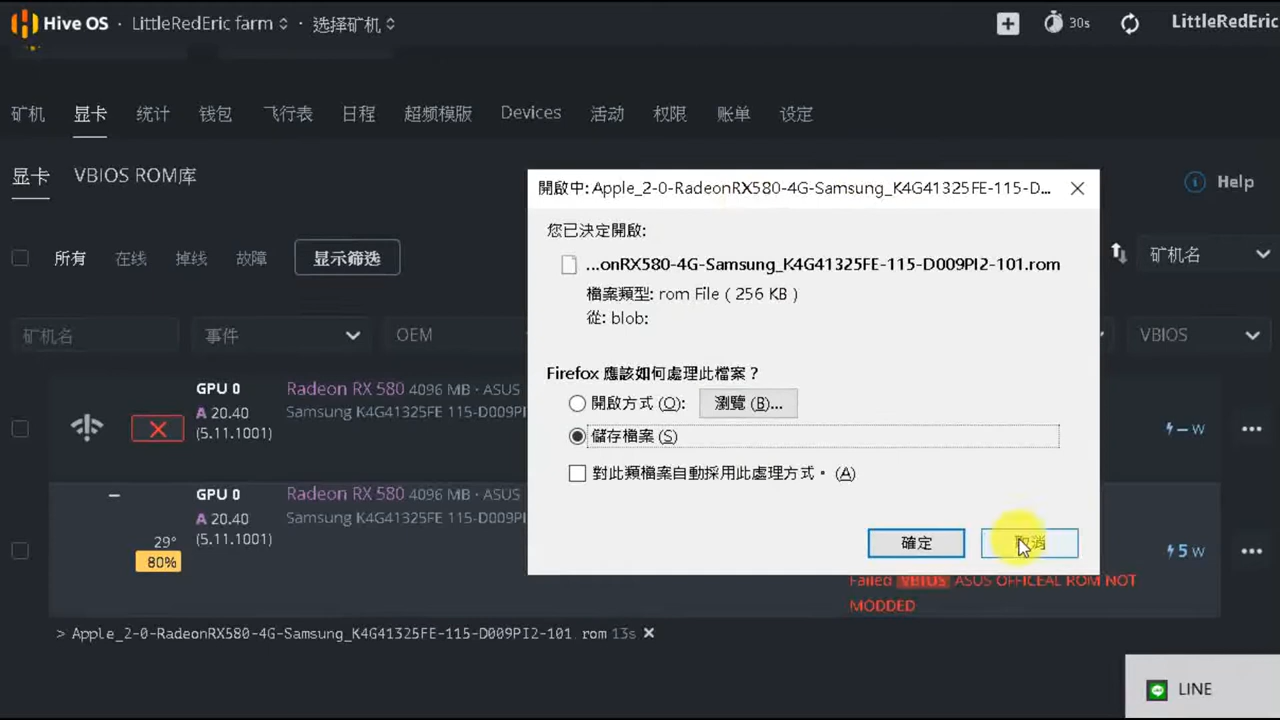 Hive OS · LittleRedEric farm · 选择矿机 30s LittleRedEric
矿机 显卡 统计 钱包 飞行表 日程 超频模版 Devices 活动 权限 账单 设定
显卡 VBIOS ROM库 Help
所有 在线 掉线 故障 显示筛选 矿机名
矿机名 事件 OEM VBIOS
GPU 0 Radeon RX 580 4096 MB · ASUS
A 20.40 Samsung K4G41325FE 115-D009PI
(5.11.1001)
— W
GPU 0 Radeon RX 580 4096 MB · ASUS
A 20.40 Samsung K4G41325FE 115-D009PI
29° (5.11.1001)
80%
5 W
Failed VBIOS ASUS OFFICEAL ROM NOT
MODDED
> Apple_2-0-RadeonRX580-4G-Samsung_K4G41325FE-115-D009PI2-101.rom 13s ×
開啟中: Apple_2-0-RadeonRX580-4G-Samsung_K4G41325FE-115-D...
您已決定開啟:
...onRX580-4G-Samsung_K4G41325FE-115-D009PI2-101.rom
檔案類型: rom File ( 256 KB )
從: blob:
Firefox 應該如何處理此檔案？
開啟方式 (O): 瀏覽 (B)...
儲存檔案 (S)
對此類檔案自動採用此處理方式。(A)
確定 取消
LINE